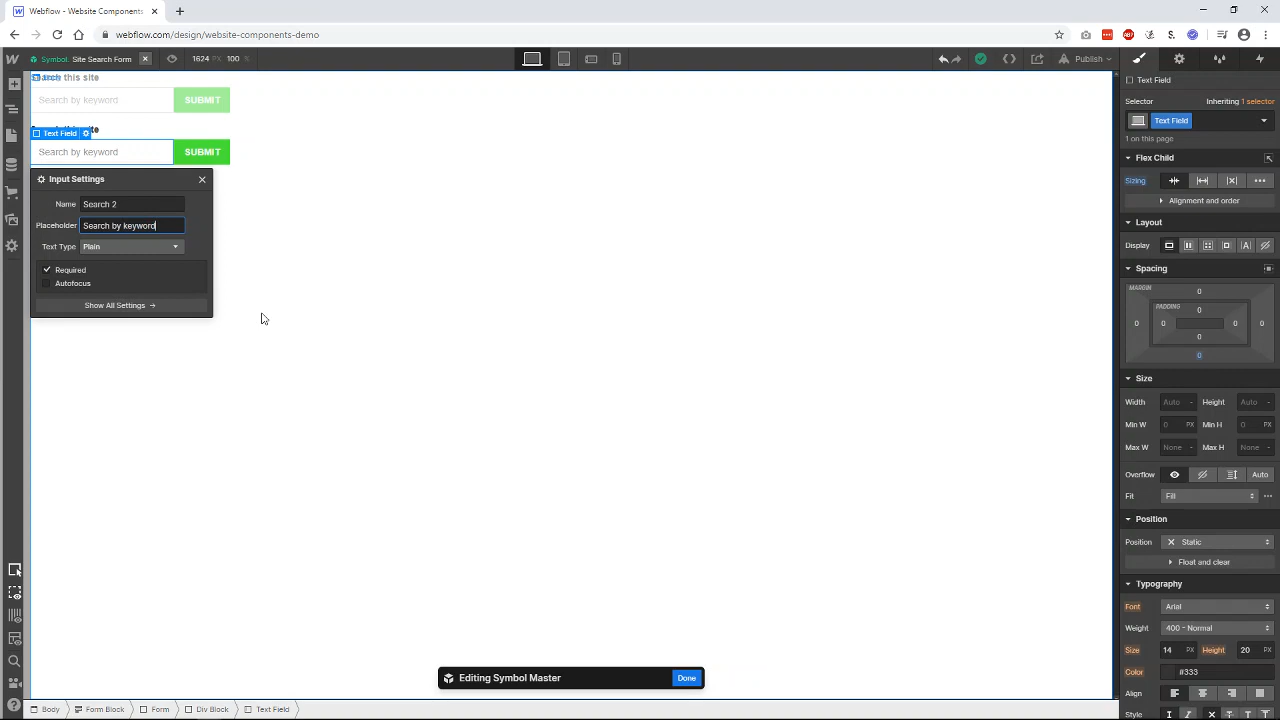 Webflow - Website Components
webflow.com/design/website-components-demo
Symbol: Site Search Form
1624 PX 100 %
Publish
this site
Search by keyword
SUBMIT
Text Field
Search by keyword
SUBMIT
Input Settings
Name Search 2
Placeholder Search by keyword
Text Type Plain
Required
Autofocus
Show All Settings
Text Field
Selector Inheriting 1 selector
Text Field
1 on this page
Flex Child
Sizing
Alignment and order
Layout
Display
Spacing
MARGIN
0
PADDING
0
0 0 0 0
0
0
Size
Width Auto - Height Auto -
Min W 0 PX Min H 0 PX
Max W None - Max H None -
Overflow Auto
Fit Fill
Position
Position Static
Float and clear
Typography
Font Arial
Weight 400 - Normal
Size 14 PX Height 20 PX
Color #333
Align
Style
Editing Symbol Master Done
Body Form Block Form Div Block Text Field